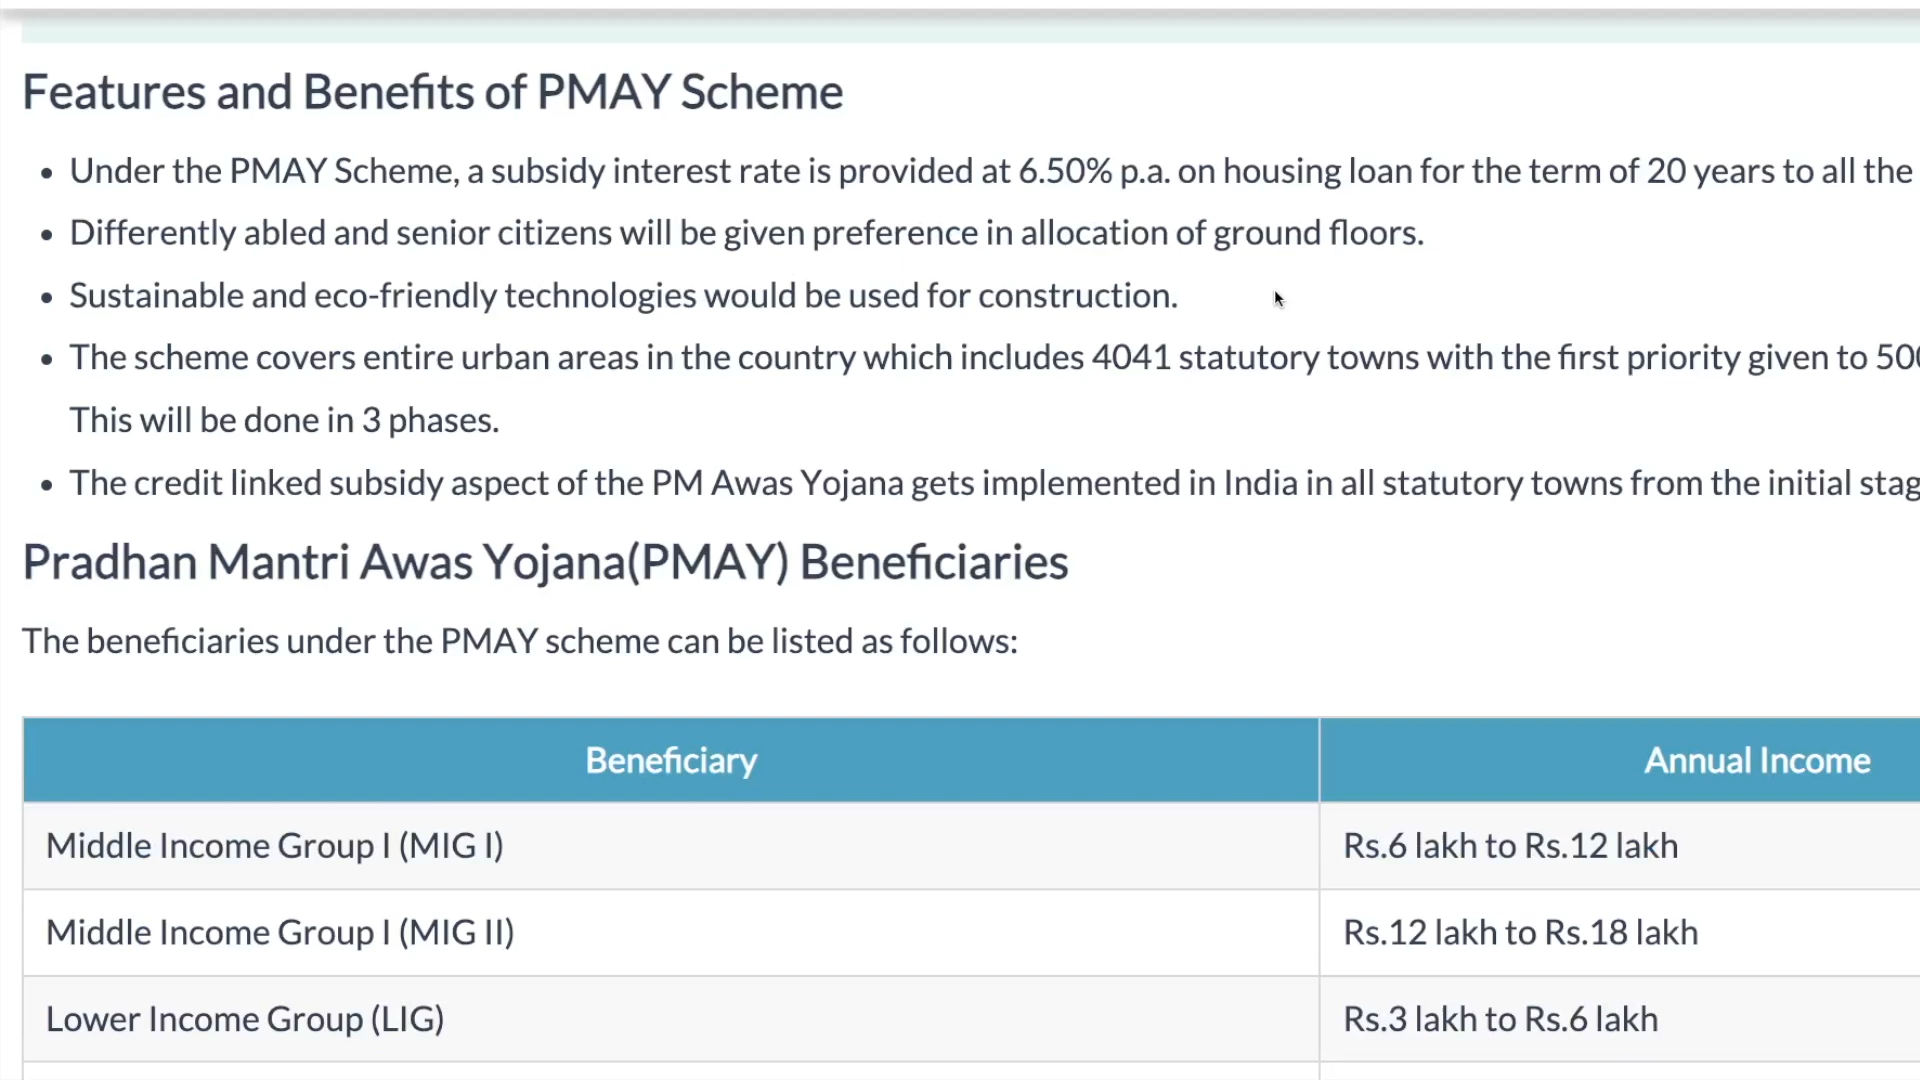 Features and Benefits of PMAY Scheme
Under the PMAY Scheme, a subsidy interest rate is provided at 6.50% p.a. on housing loan for the term of 20 years to all the
Differently abled and senior citizens will be given preference in allocation of ground floors.
Sustainable and eco-friendly technologies would be used for construction.
The scheme covers entire urban areas in the country which includes 4041 statutory towns with the first priority given to
This will be done in 3 phases.
The credit linked subsidy aspect of the PM Awas Yojana gets implemented in India in all statutory towns from the initial
Pradhan Mantri Awas Yojana(PMAY) Beneficiaries
The beneficiaries under the PMAY scheme can be listed as follows:
Beneficiary Annual Income
Middle Income Group I (MIG I) Rs.6 lakh to Rs.12 lakh
Middle Income Group I (MIG II) Rs.12 lakh to Rs.18 lakh
Lower Income Group (LIG) Rs.3 lakh to Rs.6 lakh